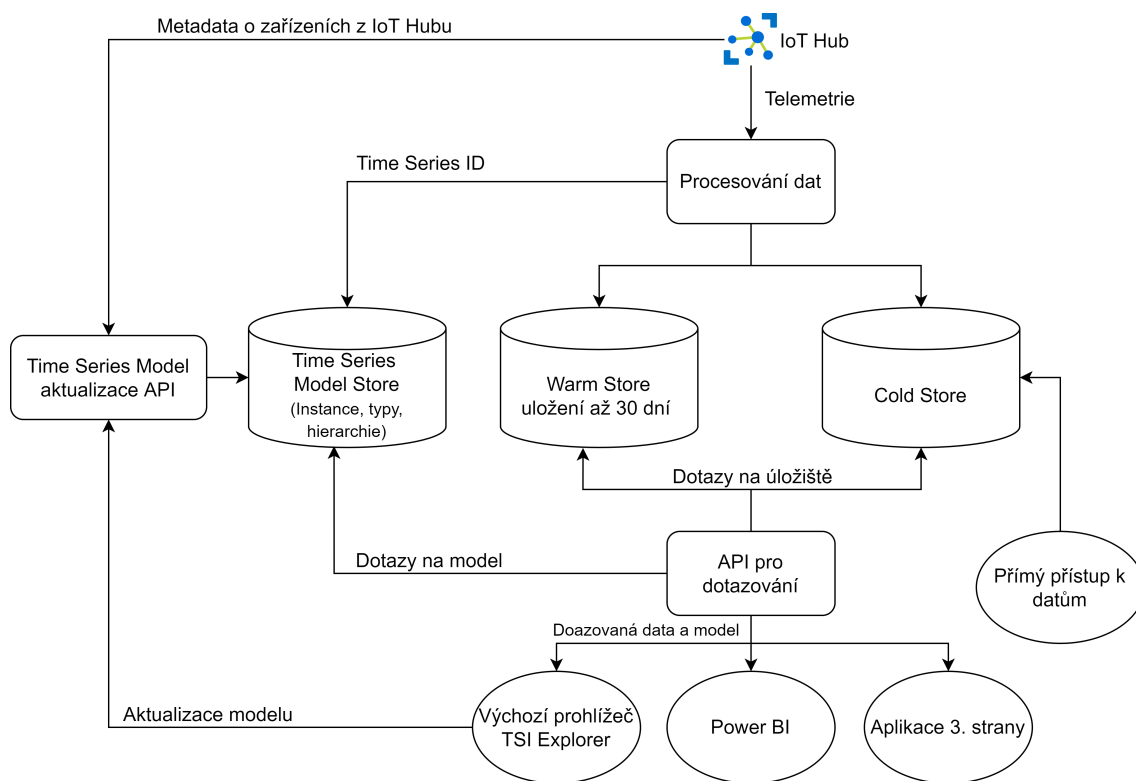 Metadata o zařízeních z IoT Hubu
IoT Hub
Telemetrie
Time Series ID
Procesování dat
Time Series Model
aktualizace API
Time Series
Model Store
(Instance, typy,
hierarchie)
Warm Store
uložení až 30 dní
Cold Store
Dotazy na úložiště
Dotazy na model
API pro
dotazování
Přímý přístup k
datům
Doazovaná data a model
Aktualizace modelu
Výchozí prohlížeč
TSI Explorer
Power BI
Aplikace 3. strany